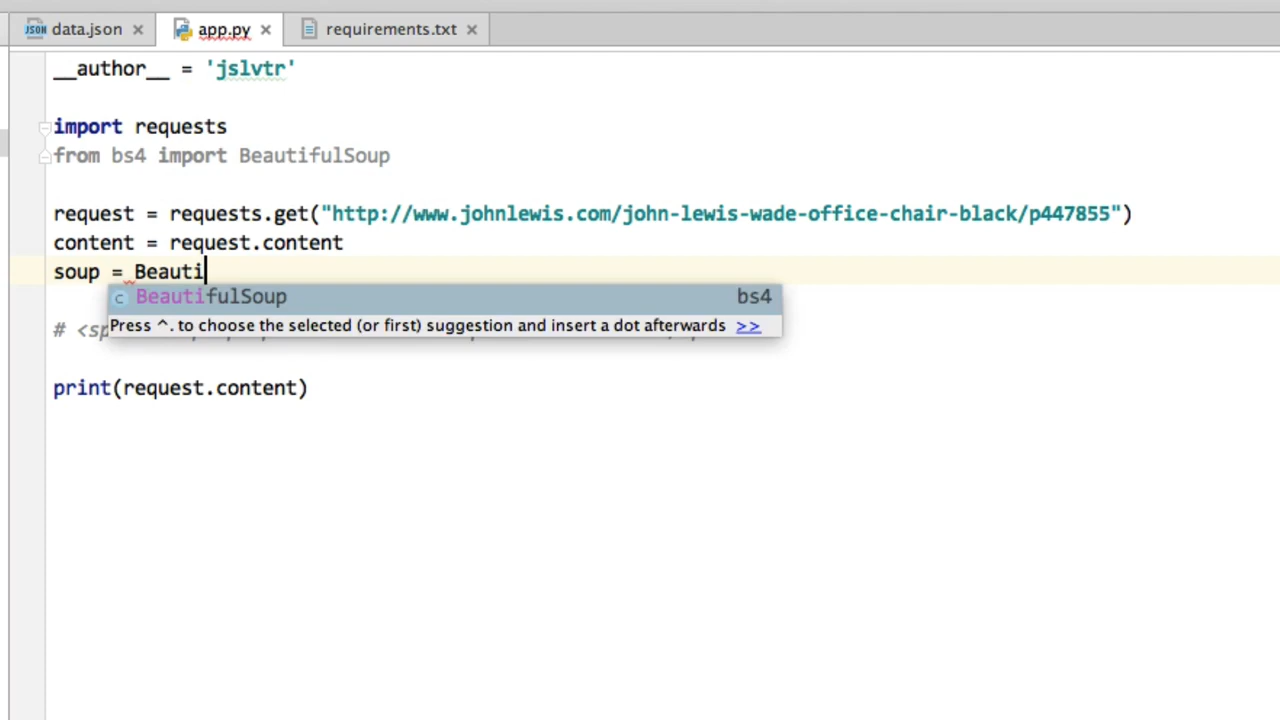 JSON data.json × app.py × requirements.txt ×
__author__ = 'jslvtr'
import requests
from bs4 import BeautifulSoup
request = requests.get("http://www.johnlewis.com/john-lewis-wade-office-chair-black/p447855")
content = request.content
soup = Beauti
c BeautifulSoup bs4
Press ^. to choose the selected (or first) suggestion and insert a dot afterwards >>
# <sp
print(request.content)